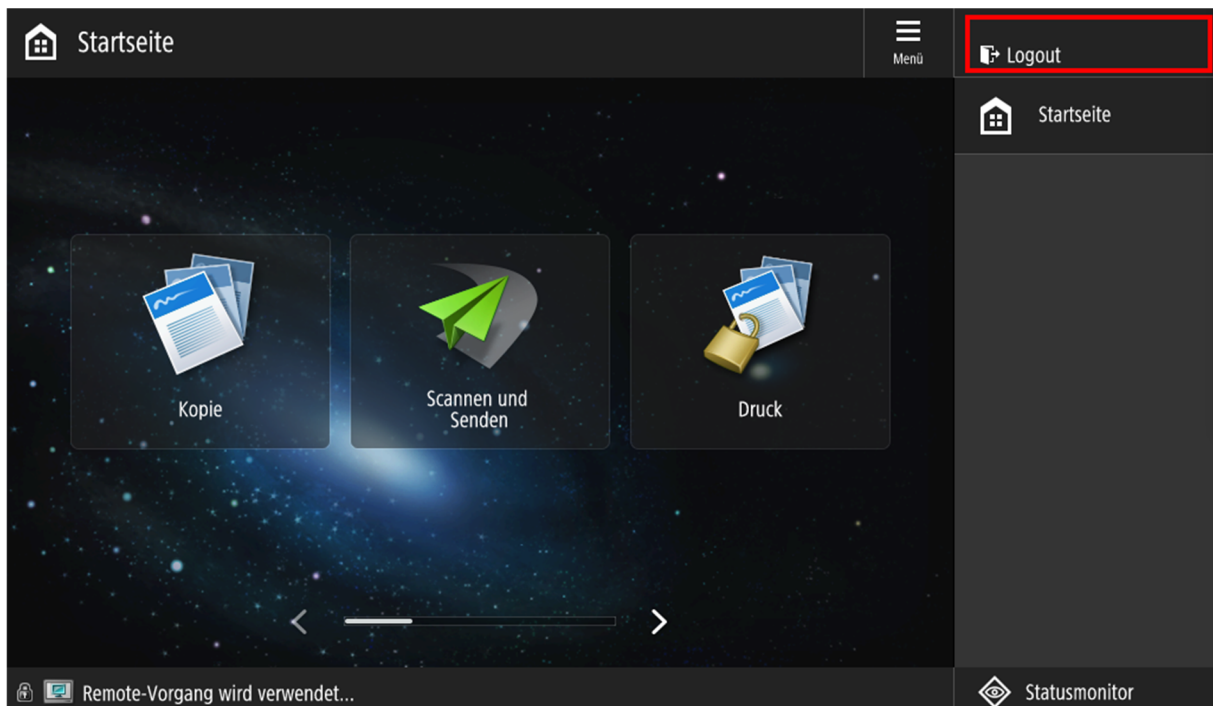 Startseite
Menü
Logout
Startseite
Kopie
Scannen und
Senden
Druck
Remote-Vorgang wird verwendet...
Statusmonitor